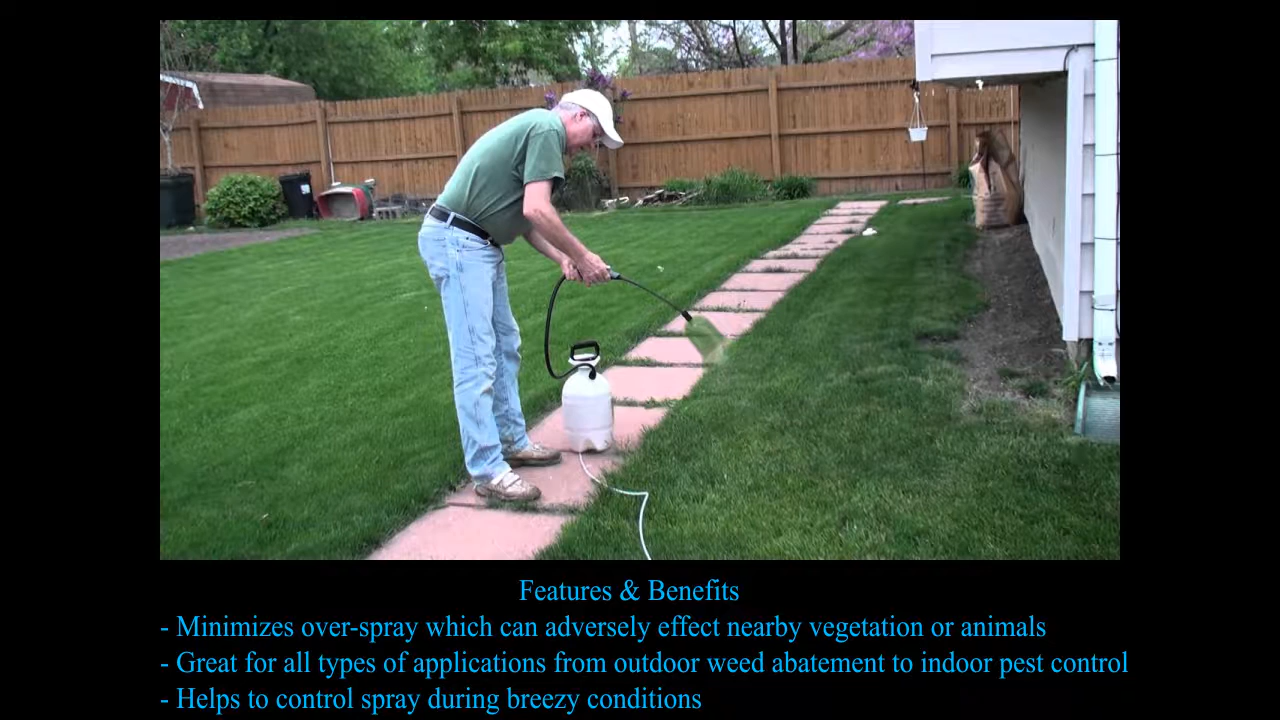 Features & Benefits
- Minimizes over-spray which can adversely effect nearby vegetation or animals
- Great for all types of applications from outdoor weed abatement to indoor pest control
- Helps to control spray during breezy conditions